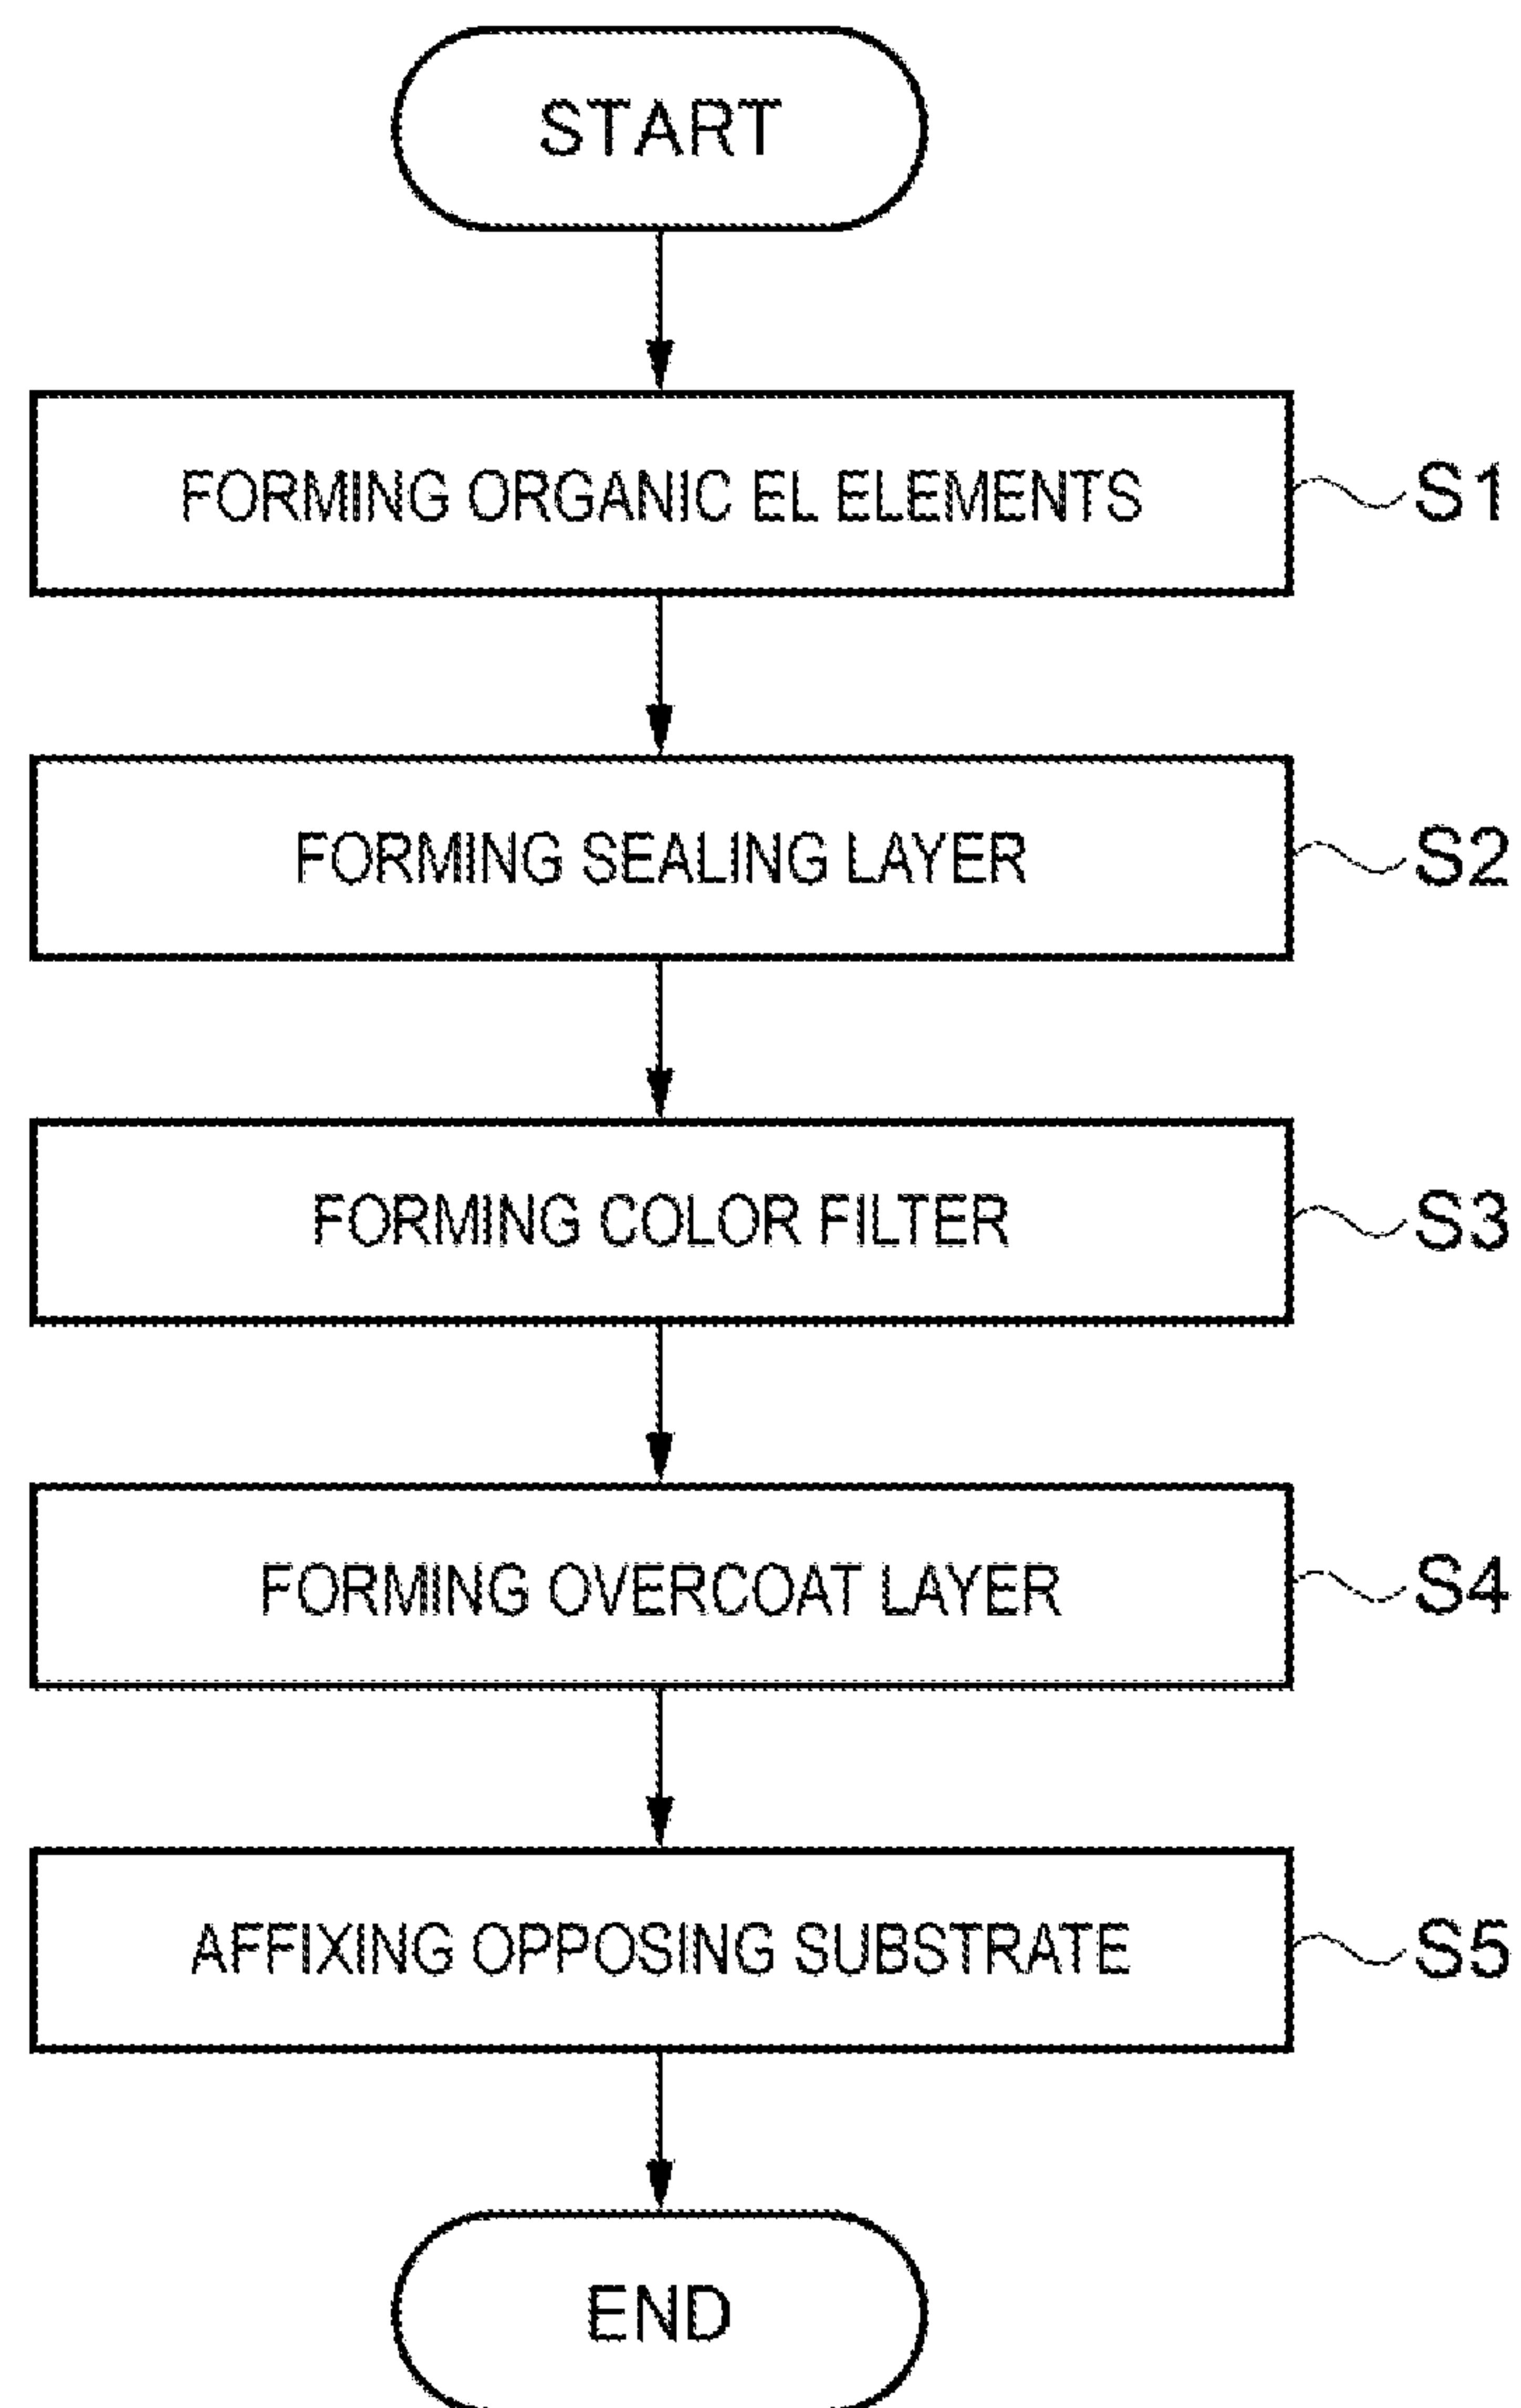 START
FORMING ORGANIC EL ELEMENTS S1
FORMING SEALING LAYER S2
FORMING COLOR FILTER S3
FORMING OVERCOAT LAYER S4
AFFIXING OPPOSING SUBSTRATE S5
END